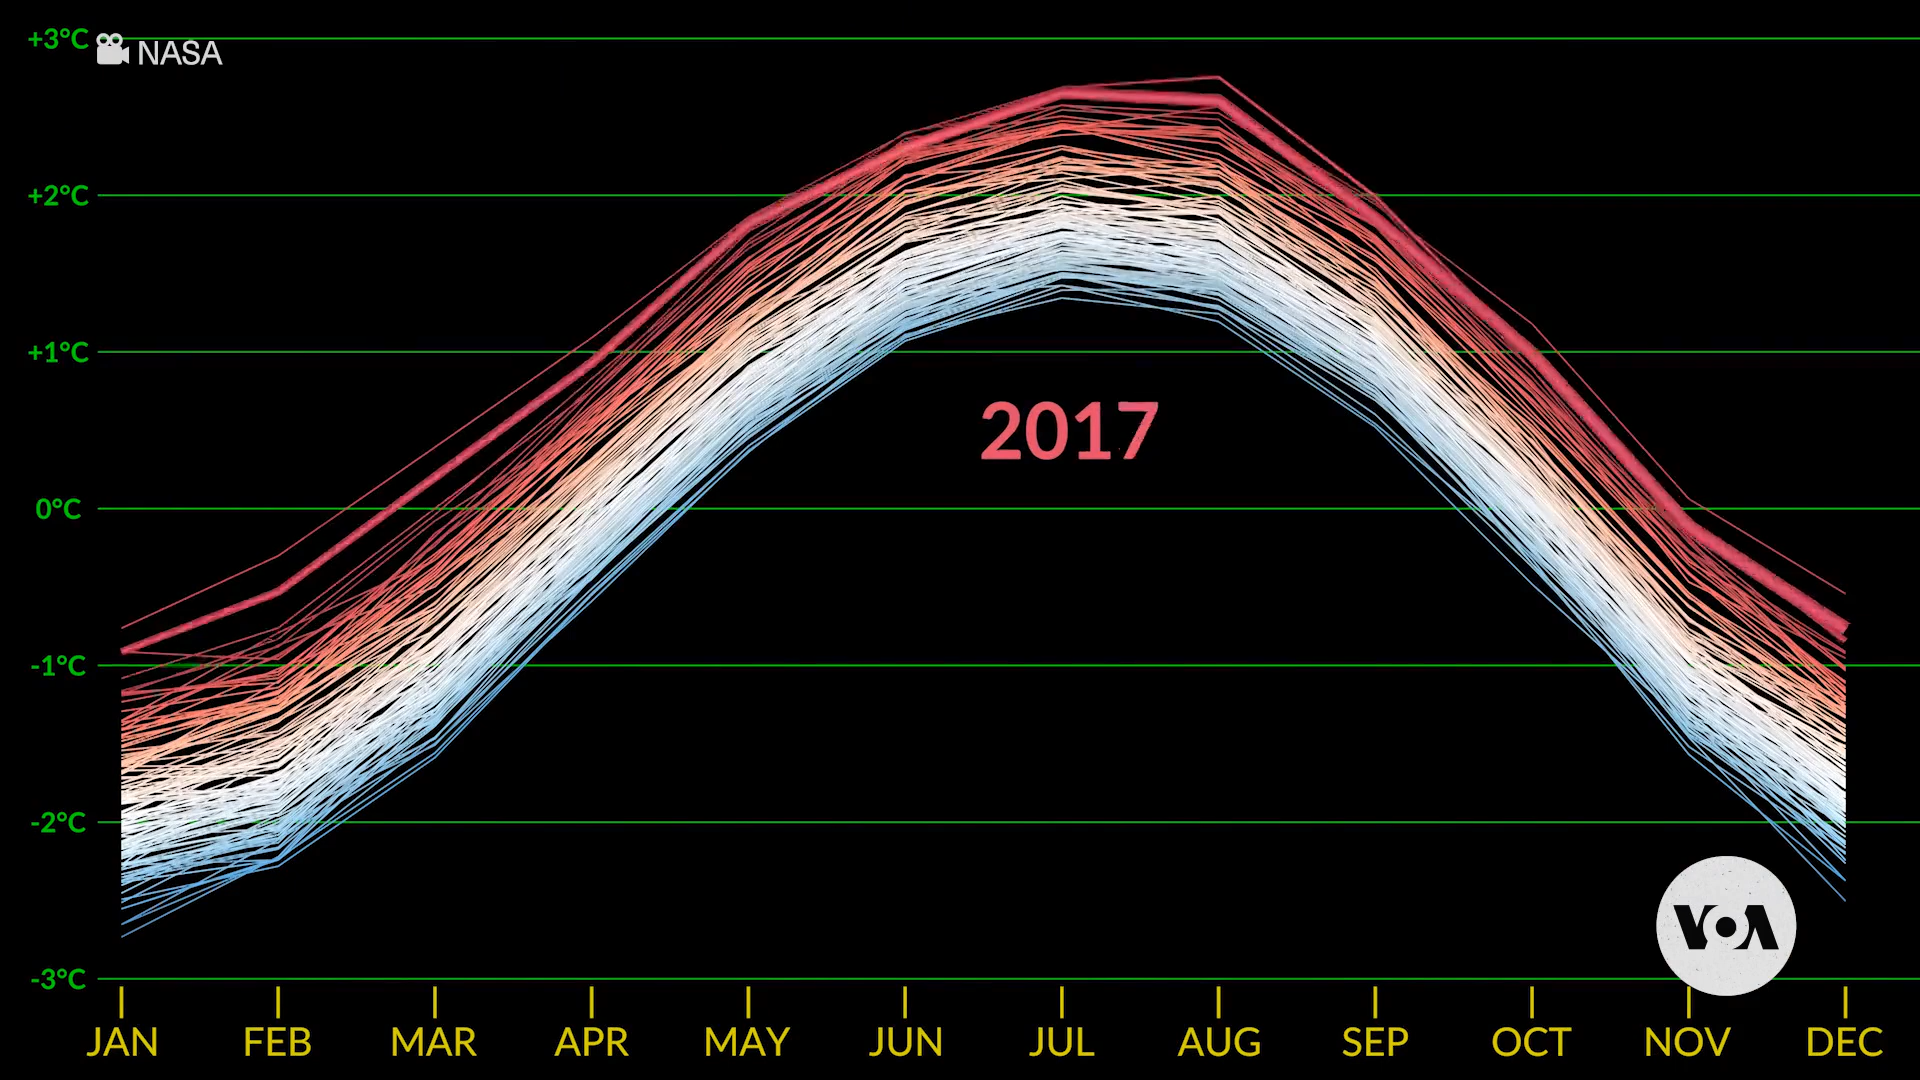 +3°C
NASA
+2°C
+1°C
2017
0°C
-1°C
-2°C
VOA
-3°C
JAN FEB MAR APR MAY JUN JUL AUG SEP OCT NOV DEC